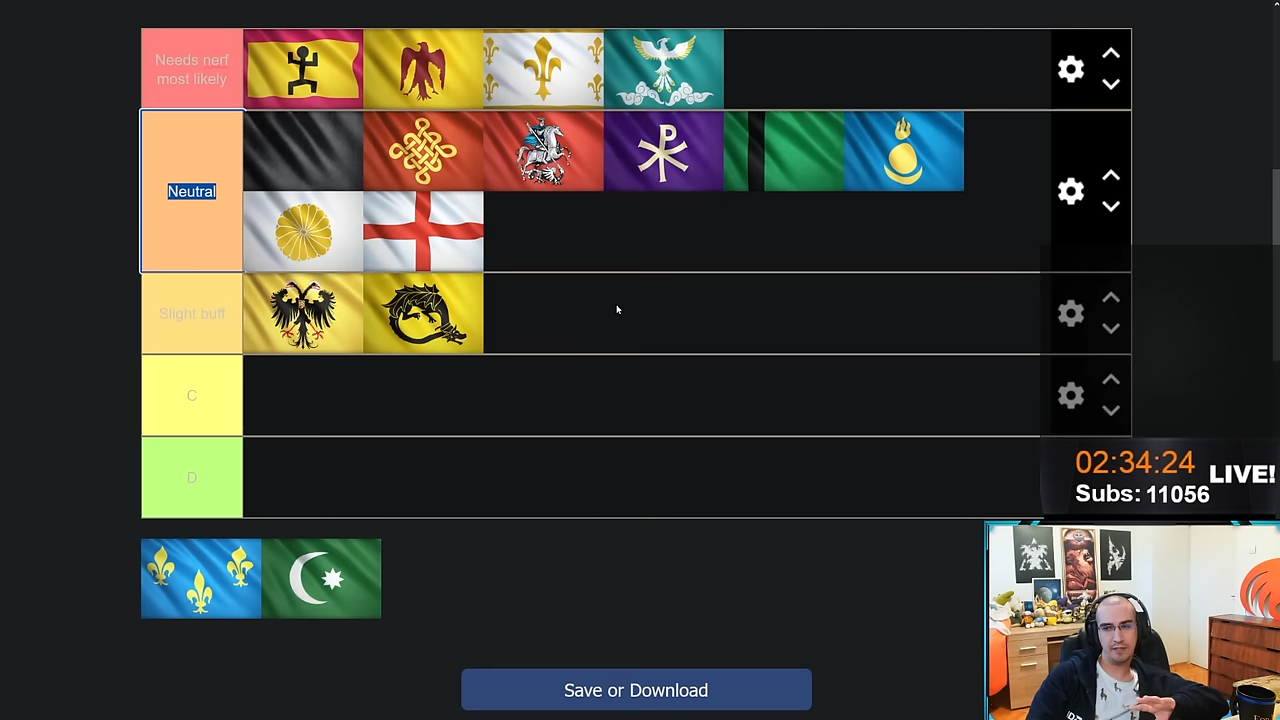 Needs nerf
most likely
Neutral
Slight buff
C
D
02:34:24
LIVE!
Subs: 11056
Save or Download